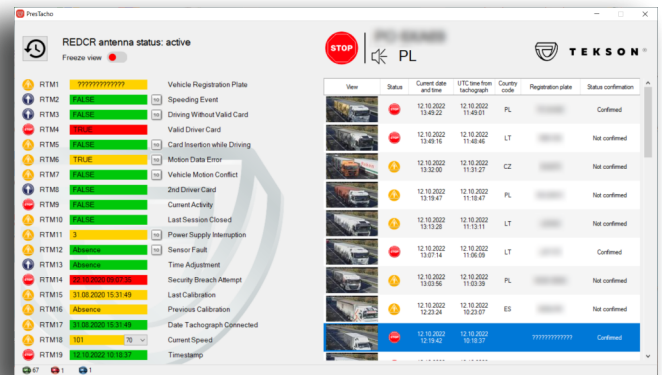 PresTacho
REDCR antenna status: active
Freeze view
STOP
PL
TEKSON
RTM1 ????????????? Vehicle Registration Plate
RTM2 FALSE Speeding Event
RTM3 FALSE Driving Without Valid Card
RTM4 TRUE Valid Driver Card
RTM5 FALSE Card Insertion while Driving
RTM6 TRUE Motion Data Error
RTM7 FALSE Vehicle Motion Conflict
RTM8 FALSE 2nd Driver Card
RTM9 FALSE Current Activity
RTM10 FALSE Last Session Closed
RTM11 3 Power Supply Interruption
RTM12 Absence Sensor Fault
RTM13 Absence Time Adjustment
RTM14 22.10.2020 09:07:35 Security Breach Attempt
RTM15 31.08.2020 15:31:49 Last Calibration
RTM16 Absence Previous Calibration
RTM17 31.08.2020 15:31:49 Date Tachograph Connected
RTM18 101 70 Current Speed
RTM19 12.10.2022 10:18:37 Timestamp
67 1 1
View Status Current date and time UTC time from tachograph Country code Registration plate Status confirmation
12.10.2022 13:49:22 12.10.2022 11:49:01 PL Confirmed
12.10.2022 13:49:16 12.10.2022 11:48:46 LT Not confirmed
12.10.2022 13:32:00 12.10.2022 11:31:27 CZ Not confirmed
12.10.2022 13:19:47 12.10.2022 11:18:47 PL Not confirmed
12.10.2022 13:13:28 12.10.2022 11:13:11 LT Not confirmed
12.10.2022 13:07:14 12.10.2022 11:06:09 LT Confirmed
12.10.2022 13:03:56 12.10.2022 11:03:39 PL Not confirmed
12.10.2022 12:23:24 12.10.2022 10:23:07 ES Not confirmed
12.10.2022 12:19:42 12.10.2022 10:18:37 ????????????? Confirmed